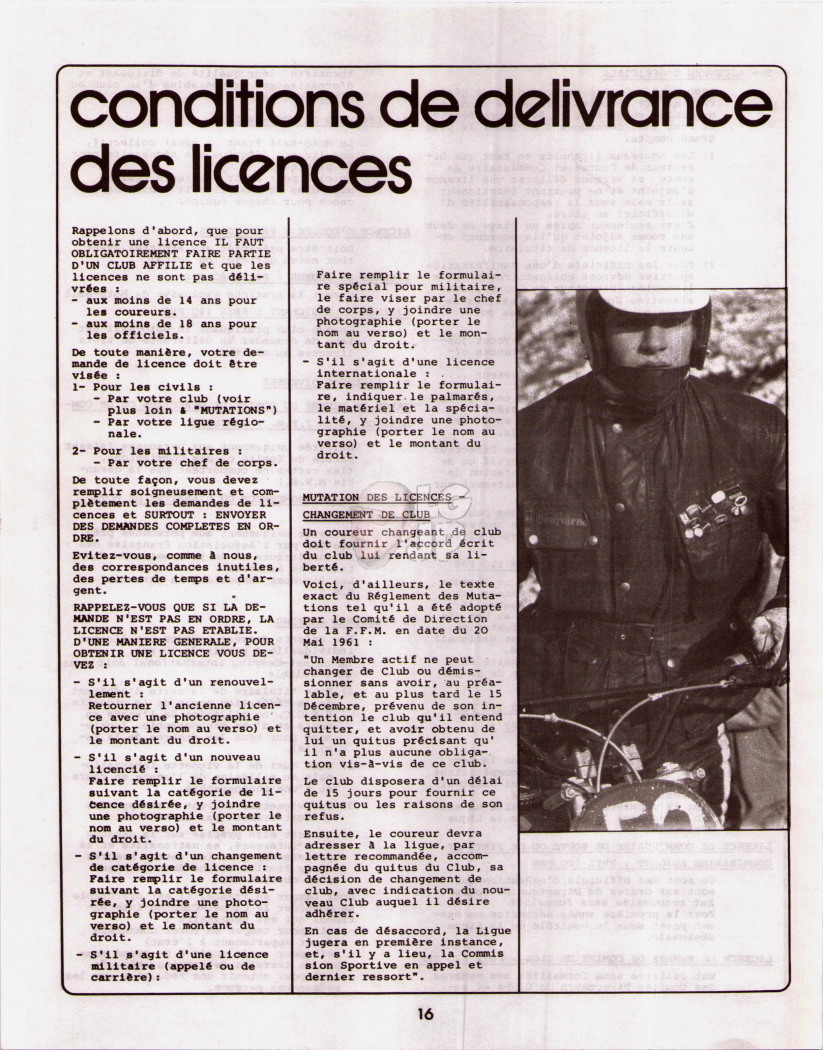 conditions de delivrance
des licences
Rappelons d'abord, que pour
obtenir une licence IL FAUT
OBLIGATOIREMENT FAIRE PARTIE
D'UN CLUB AFFILIE et que les
licences ne sont pas déli-
vrées :
- aux moins de 14 ans pour
les coureurs.
- aux moins de 18 ans pour
les officiels.
De toute manière, votre de-
mande de licence doit être
visée :
1- Pour les civils :
- Par votre club (voir
plus loin & "MUTATIONS")
- Par votre ligue régio-
nale.
2- Pour les militaires :
- Par votre chef de corps.
De toute façon, vous devez
remplir soigneusement et com-
plètement les demandes de li-
cences et SURTOUT : ENVOYER
DES DEMANDES COMPLETES EN OR-
DRE.
Evitez-vous, comme à nous,
des correspondances inutiles,
des pertes de temps et d'ar-
gent.
RAPPELEZ-VOUS QUE SI LA DE-
MANDE N'EST PAS EN ORDRE, LA
LICENCE N'EST PAS ETABLIE.
D'UNE MANIERE GENERALE, POUR
OBTENIR UNE LICENCE VOUS DE-
VEZ :
- S'il s'agit d'un renouvel-
lement :
Retourner l'ancienne licen-
ce avec une photographie
(porter le nom au verso) et
le montant du droit.
- S'il s'agit d'un nouveau
licencié :
Faire remplir le formulaire
suivant la catégorie de li-
cence désirée, y joindre
une photographie (porter le
nom au verso) et le montant
du droit.
- S'il s'agit d'un changement
de catégorie de licence :
Faire remplir le formulaire
suivant la catégorie dési-
rée, y joindre une photo-
graphie (porter le nom au
verso) et le montant du
droit.
- S'il s'agit d'une licence
militaire (appelé ou de
carrière):
Faire remplir le formulai-
re spécial pour militaire,
le faire viser par le chef
de corps, y joindre une
photographie (porter le
nom au verso) et le mon-
tant du droit.
- S'il s'agit d'une licence
internationale :
Faire remplir le formulai-
re, indiquer le palmarés,
le matériel et la spécia-
lité, y joindre une photo-
graphie (porter le nom au
verso) et le montant du
droit.
MUTATION DES LICENCES -
CHANGEMENT DE CLUB
Un coureur changeant de club
doit fournir l'accord écrit
du club lui rendant sa li-
berté.
Voici, d'ailleurs, le texte
exact du Réglement des Muta-
tions tel qu'il a été adopté
par le Comité de Direction
de la F.F.M. en date du 20
Mai 1961 :
"Un Membre actif ne peut
changer de Club ou démis-
sionner sans avoir, au préa-
lable, et au plus tard le 15
Décembre, prévenu de son in-
tention le club qu'il entend
quitter, et avoir obtenu de
lui un quitus précisant qu'
il n'a plus aucune obliga-
tion vis-à-vis de ce club.
Le club disposera d'un délai
de 15 jours pour fournir ce
quitus ou les raisons de son
refus.
Ensuite, le coureur devra
adresser à la ligue, par
lettre recommandée, accom-
pagnée du quitus du Club, sa
décision de changement de
club, avec indication du nou-
veau Club auquel il désire
adhérer.
En cas de désaccord, la Ligue
jugera en première instance,
et, s'il y a lieu, la Commis
sion Sportive en appel et
dernier ressort".
16